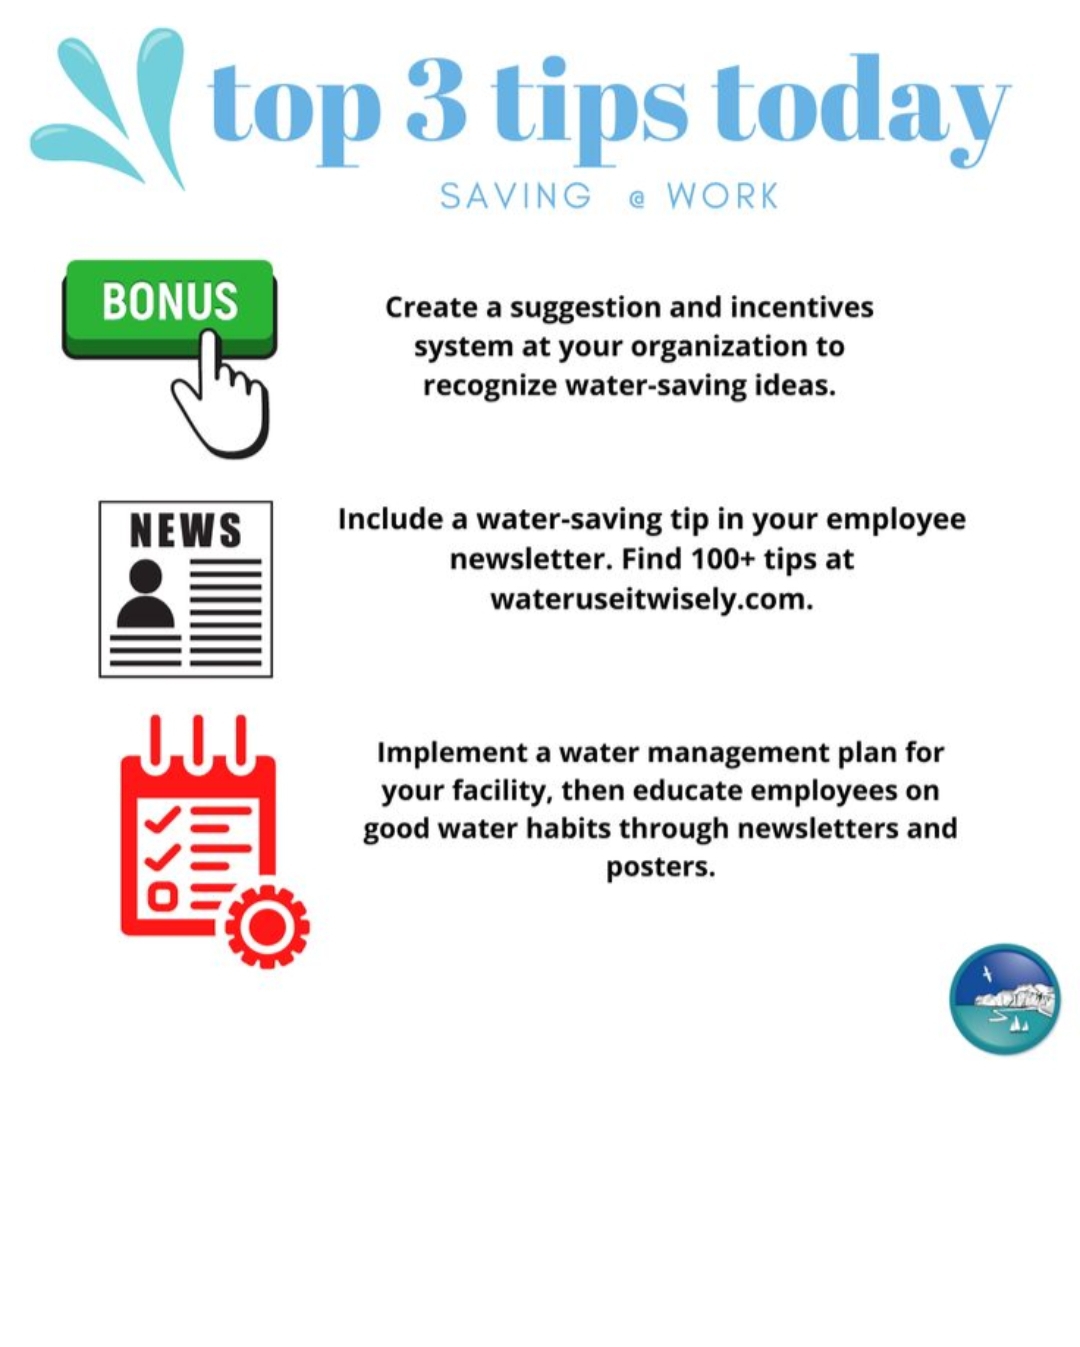 top 3 tips today
SAVING @ WORK
BONUS
Create a suggestion and incentives
system at your organization to
recognize water-saving ideas.
NEWS
Include a water-saving tip in your employee
newsletter. Find 100+ tips at
wateruseitwisely.com.
Implement a water management plan for
your facility, then educate employees on
good water habits through newsletters and
posters.